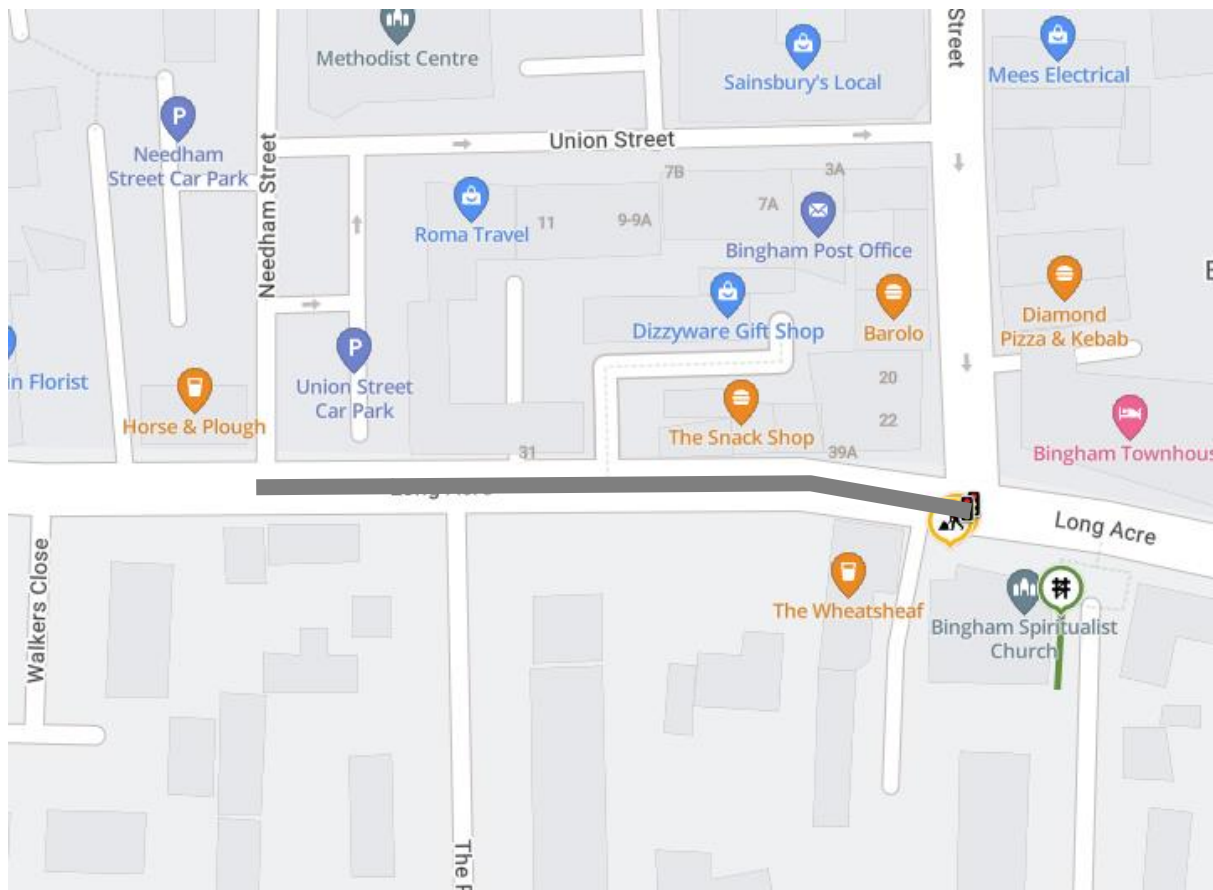 Methodist Centre
Sainsbury's Local
Street
Mees Electrical
P
Needham
Street Car Park
Needham Street
Union Street
7B
3A
7A
Roma Travel
11
9-9A
Bingham Post Office
Dizzyware Gift Shop
Barolo
Diamond
Pizza & Kebab
P
Union Street
Car Park
in Florist
Horse & Plough
20
22
The Snack Shop
31
39A
Bingham Townhous
Long Acre
Walkers Close
The Wheatsheaf
Bingham Spiritualist
Church
The